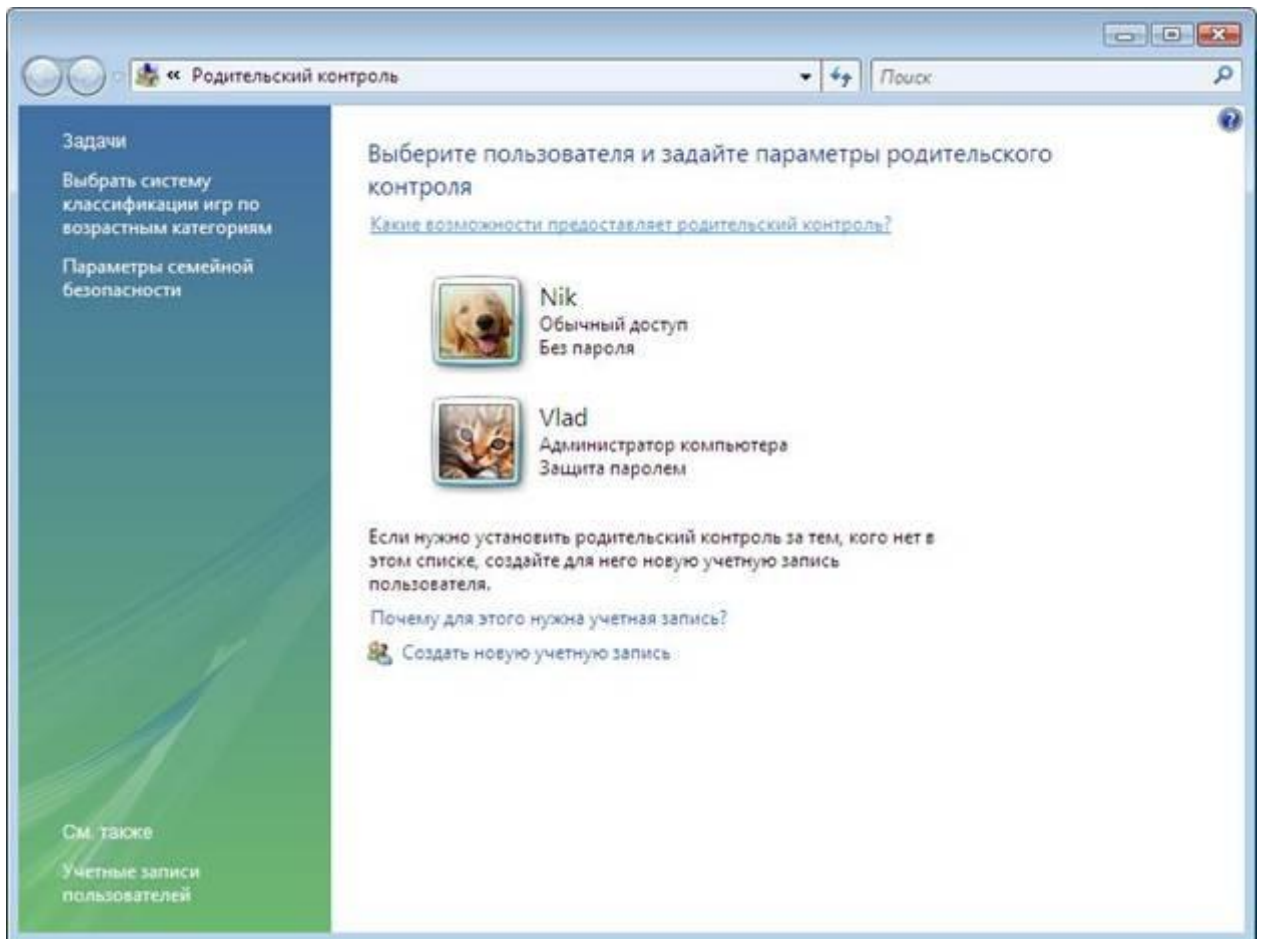 « Родительский контроль
Поиск
Задачи
Выбрать систему
классификации игр по
возрастным категориям
Параметры семейной
безопасности
Выберите пользователя и задайте параметры родительского
контроля
Какие возможности предоставляет родительский контроль?
Nik
Обычный доступ
Без пароля
Vlad
Администратор компьютера
Защита паролем
Если нужно установить родительский контроль за тем, кого нет в
этом списке, создайте для него новую учетную запись
пользователя.
Почему для этого нужна учетная запись?
Создать новую учетную запись
См. также
Учетные записи
пользователей